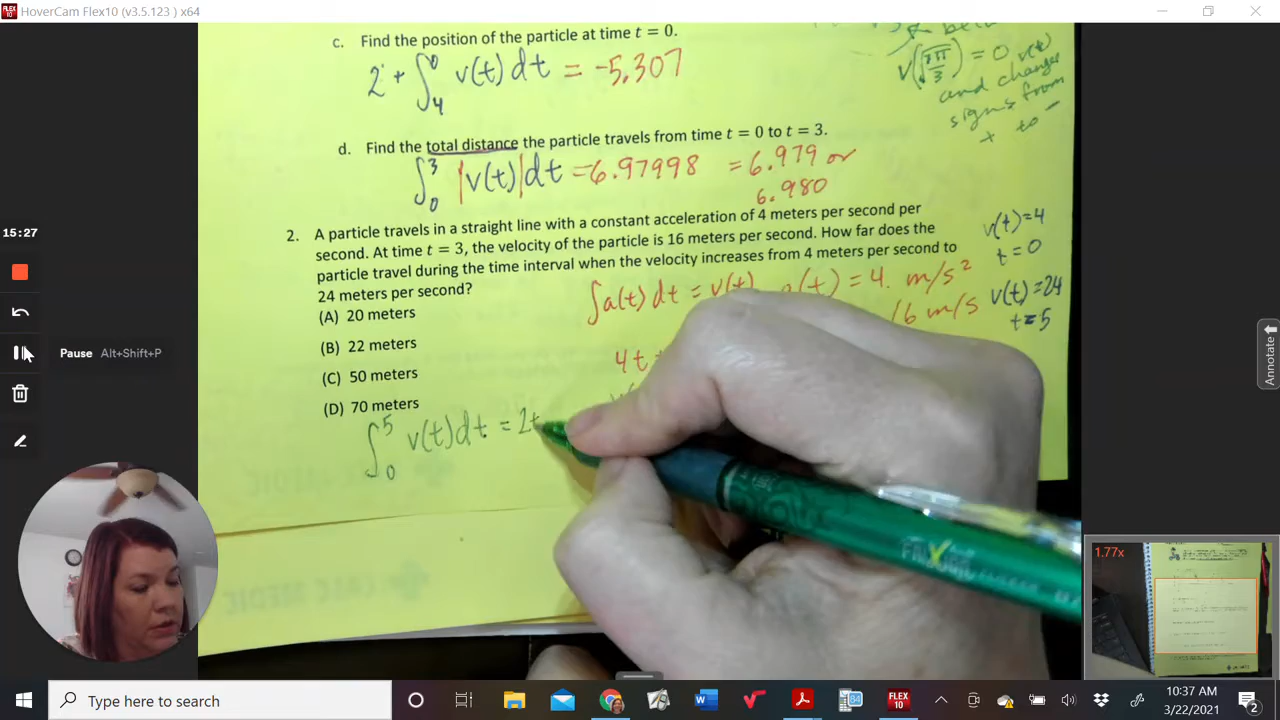 HoverCam Flex10 (v3.5.123 ) x64
c. Find the position of the particle at time t = 0.
2 + ∫₄⁰ v(t) dt = -5.307
v(√(3π/3)) = 0 v(t)
and changes
signs from
+ to -
d. Find the total distance the particle travels from time t = 0 to t = 3.
∫₀³ |v(t)| dt = 6.97998 = 6.979 or
6.980
15:27
2. A particle travels in a straight line with a constant acceleration of 4 meters per second per
second. At time t = 3, the velocity of the particle is 16 meters per second. How far does the
particle travel during the time interval when the velocity increases from 4 meters per second to
24 meters per second?
v(t)=4
t=0
v(t)=24
t=5
∫a(t) dt = v(t) a(t) = 4. m/s²
16 m/s
(A) 20 meters
(B) 22 meters
(C) 50 meters
(D) 70 meters
4t
∫₀⁵ v(t)dt = 2t
Pause Alt+Shift+P
Annotate
1.77x
FLEX
10
Type here to search
10:37 AM
3/22/2021
2